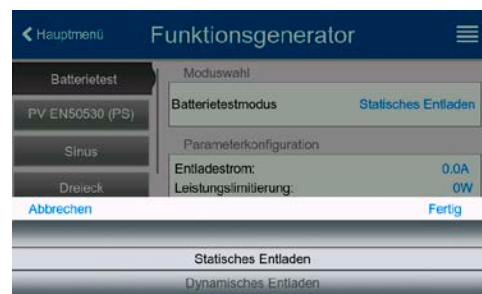 Hauptmenü
Funktionsgenerator
Batterietest
PV EN50530 (PS)
Sinus
Dreieck
Moduswahl
Batterietestmodus Statisches Entladen
Parameterkonfiguration
Entladestrom: 0.0A
Leistungslimitierung: 0W
Abbrechen Fertig
Statisches Entladen
Dynamisches Entladen